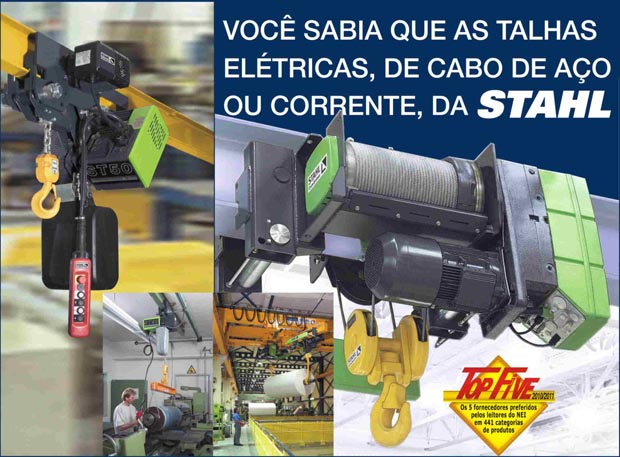 VOCÊ SABIA QUE AS TALHAS
ELÉTRICAS, DE CABO DE AÇO
OU CORRENTE, DA STAHL
ST50
STAHL
TOP FIVE
2010/2011
Os 5 fornecedores preferidos
pelos leitores do NEI
em 441 categorias
de produtos